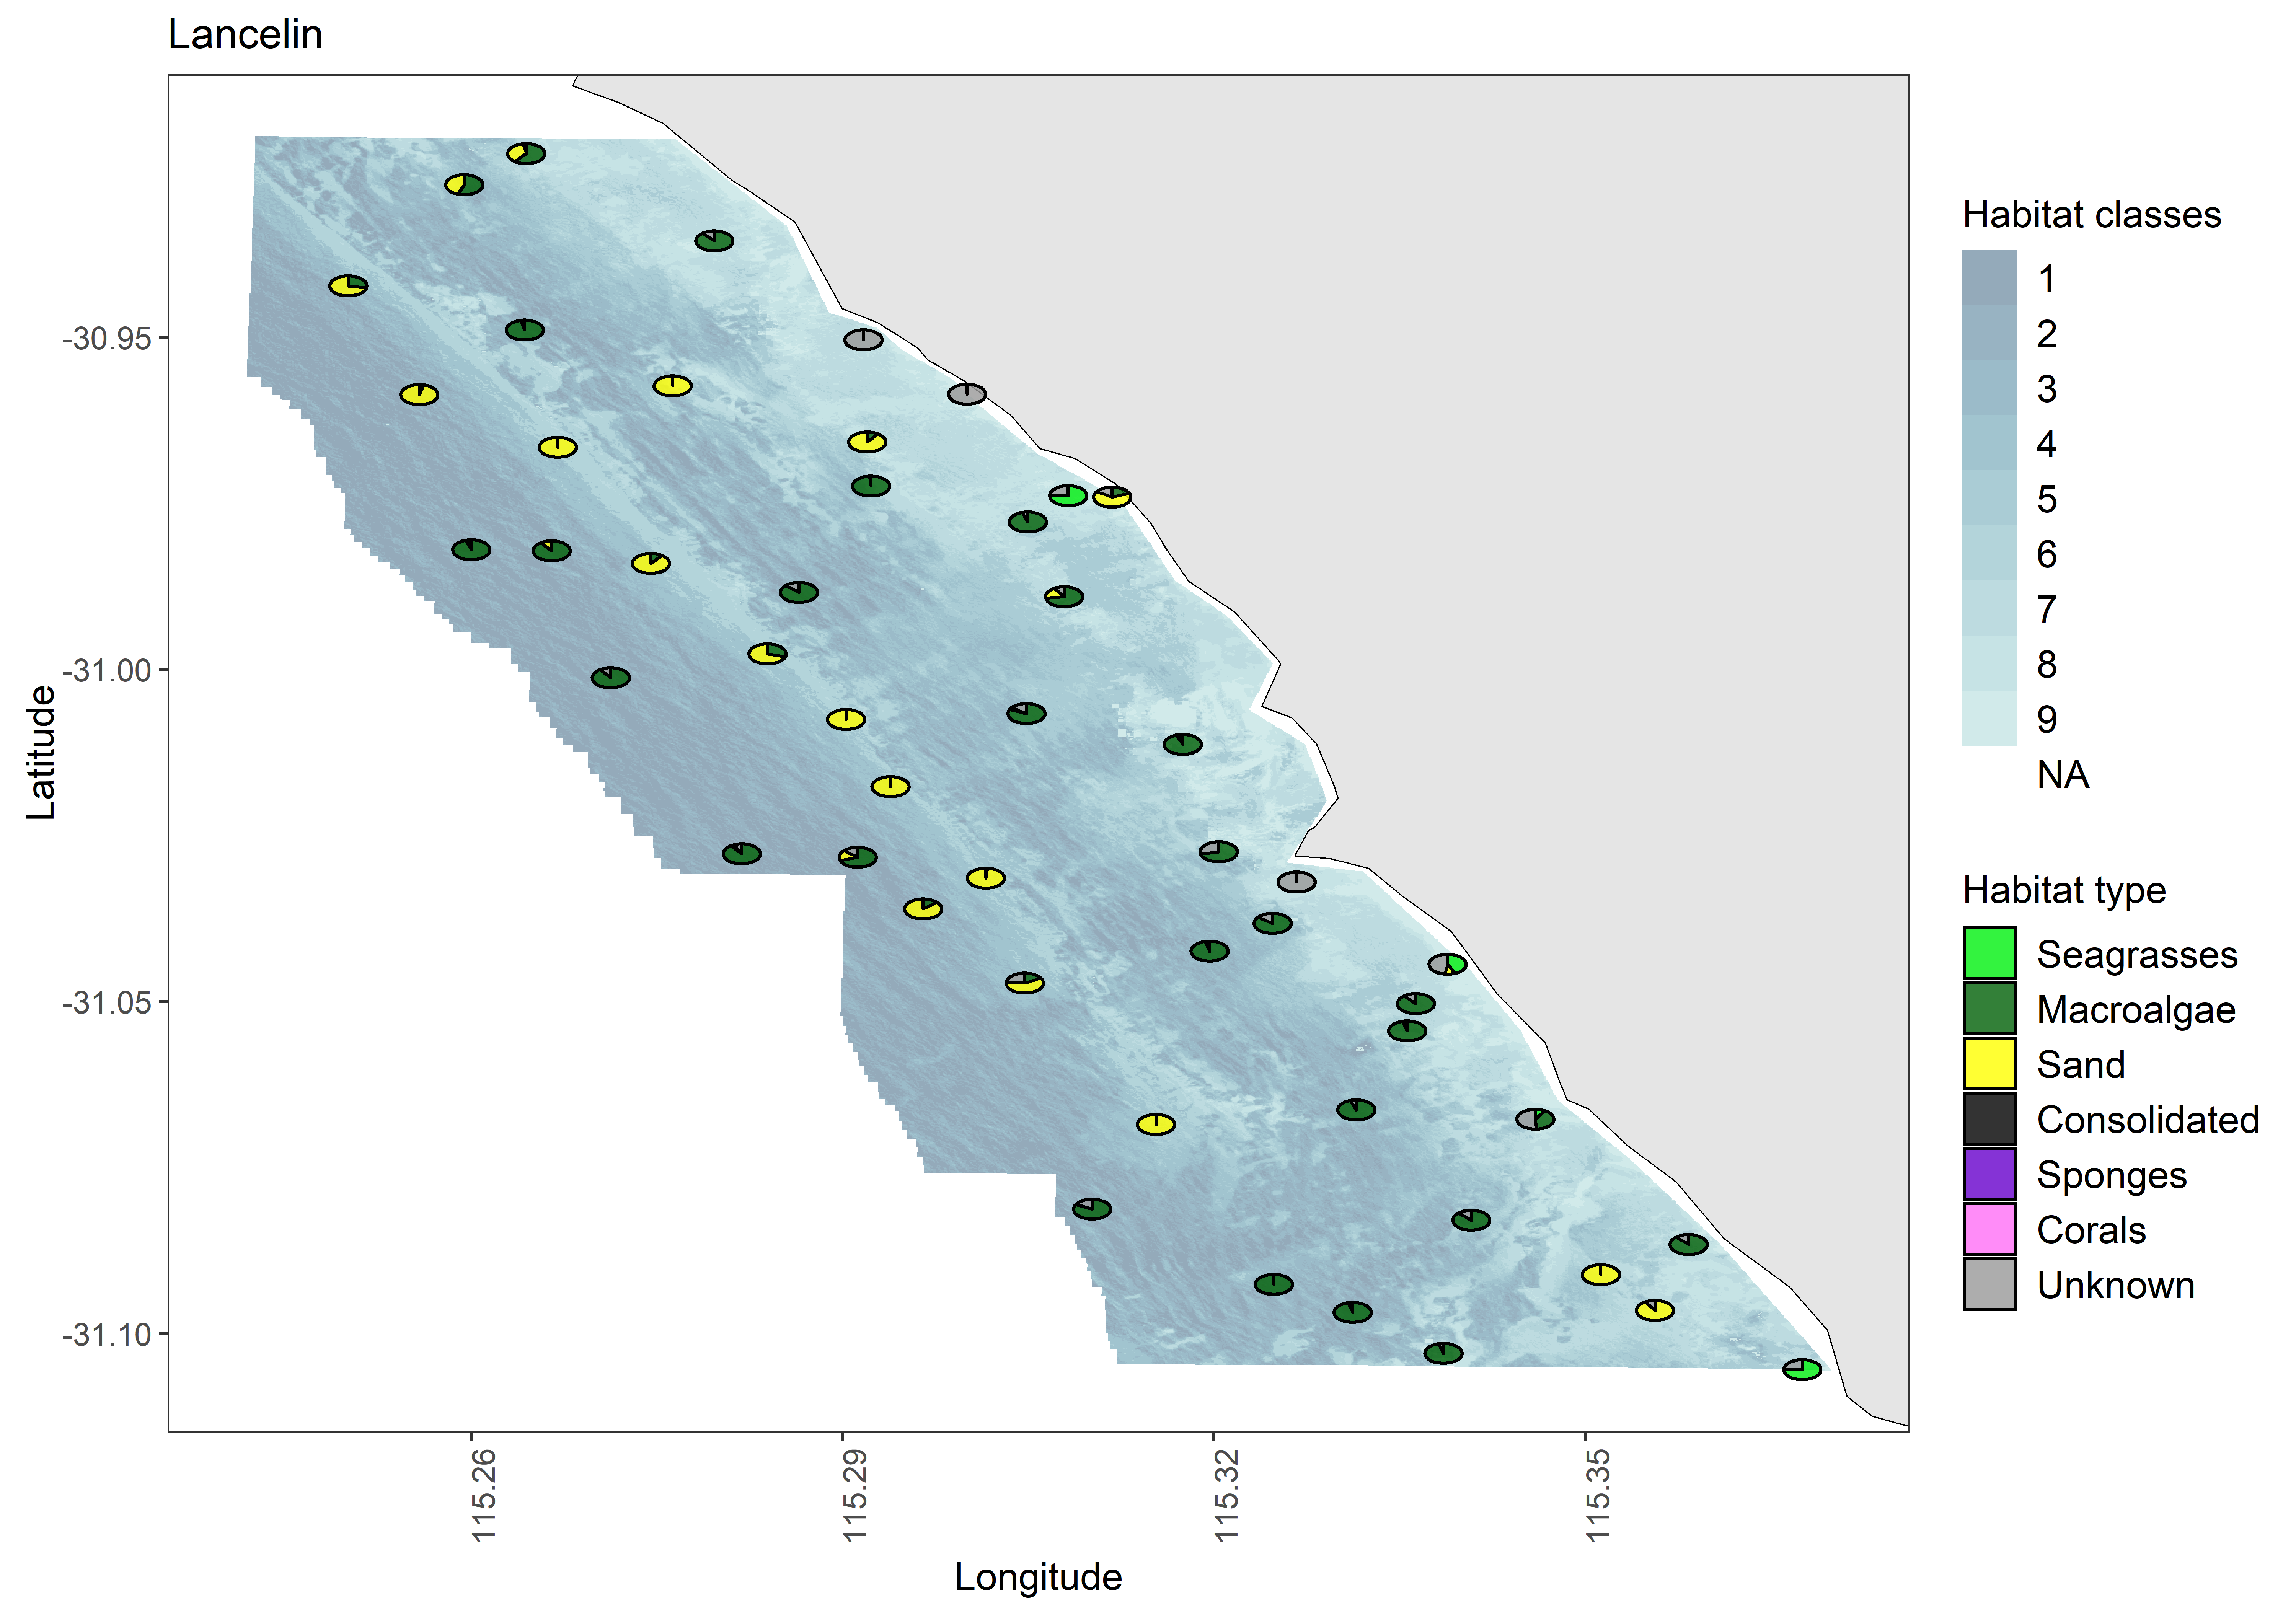 Lancelin
Habitat classes
1
2
3
4
5
6
7
8
9
NA
Habitat type
Seagrasses
Macroalgae
Sand
Consolidated
Sponges
Corals
Unknown
Latitude
-30.95
-31.00
-31.05
-31.10
115.26
115.29
115.32
115.35
Longitude